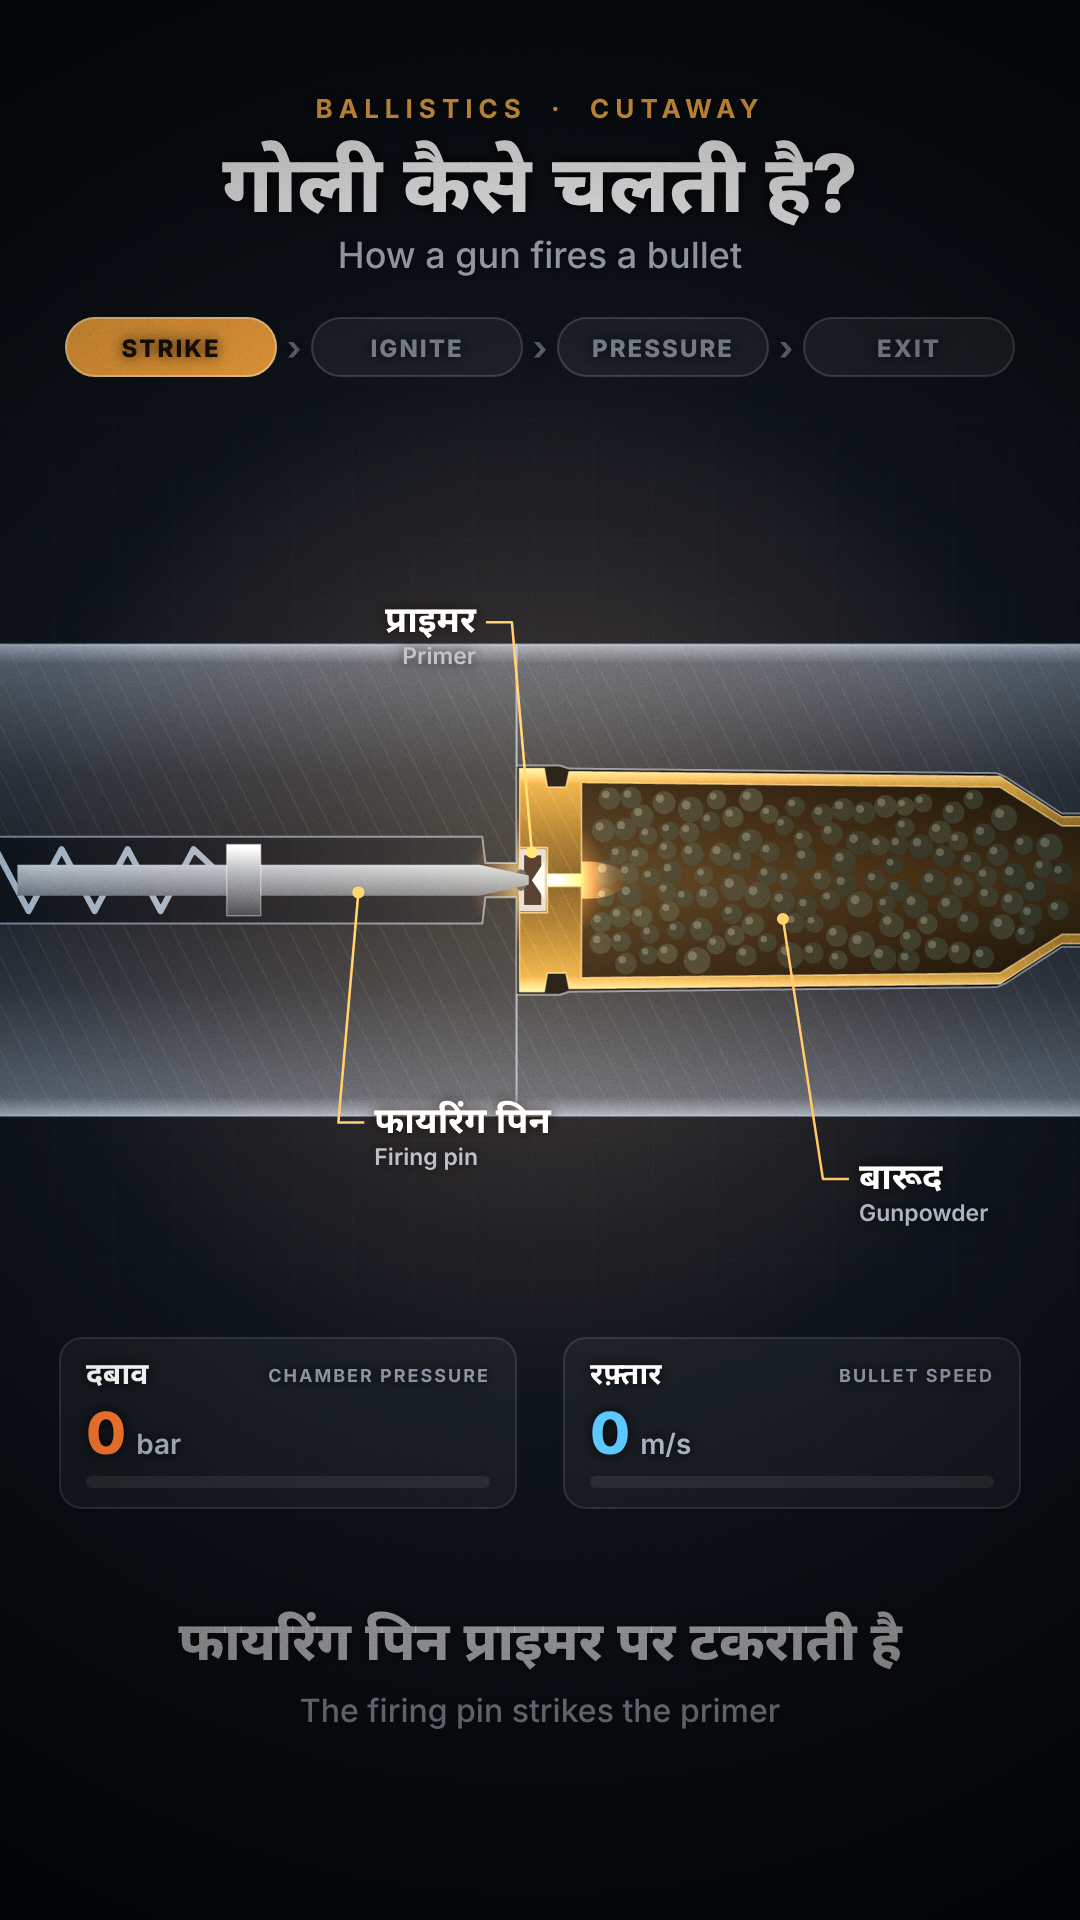 BALLISTICS · CUTAWAY
गोली कैसे चलती है?
How a gun fires a bullet
STRIKE › IGNITE › PRESSURE › EXIT
प्राइमर
Primer
फायरिंग पिन
Firing pin
बारूद
Gunpowder
दबाव CHAMBER PRESSURE
0 bar
रफ़्तार BULLET SPEED
0 m/s
फायरिंग पिन प्राइमर पर टकराती है
The firing pin strikes the primer